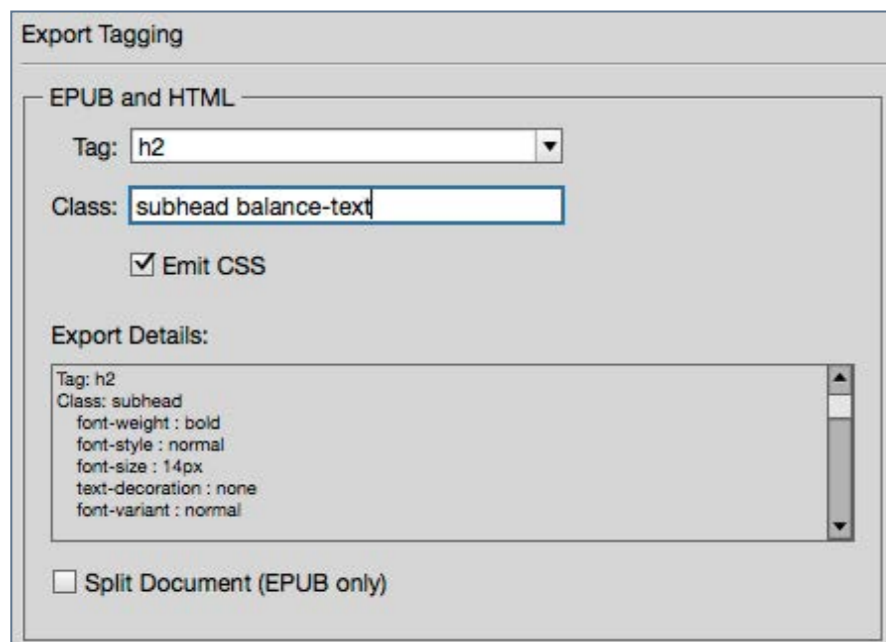 Export Tagging
EPUB and HTML
Tag: h2
Class: subhead balance-text
Emit CSS
Export Details:
Tag: h2
Class: subhead
font-weight : bold
font-style : normal
font-size : 14px
text-decoration : none
font-variant : normal
Split Document (EPUB only)